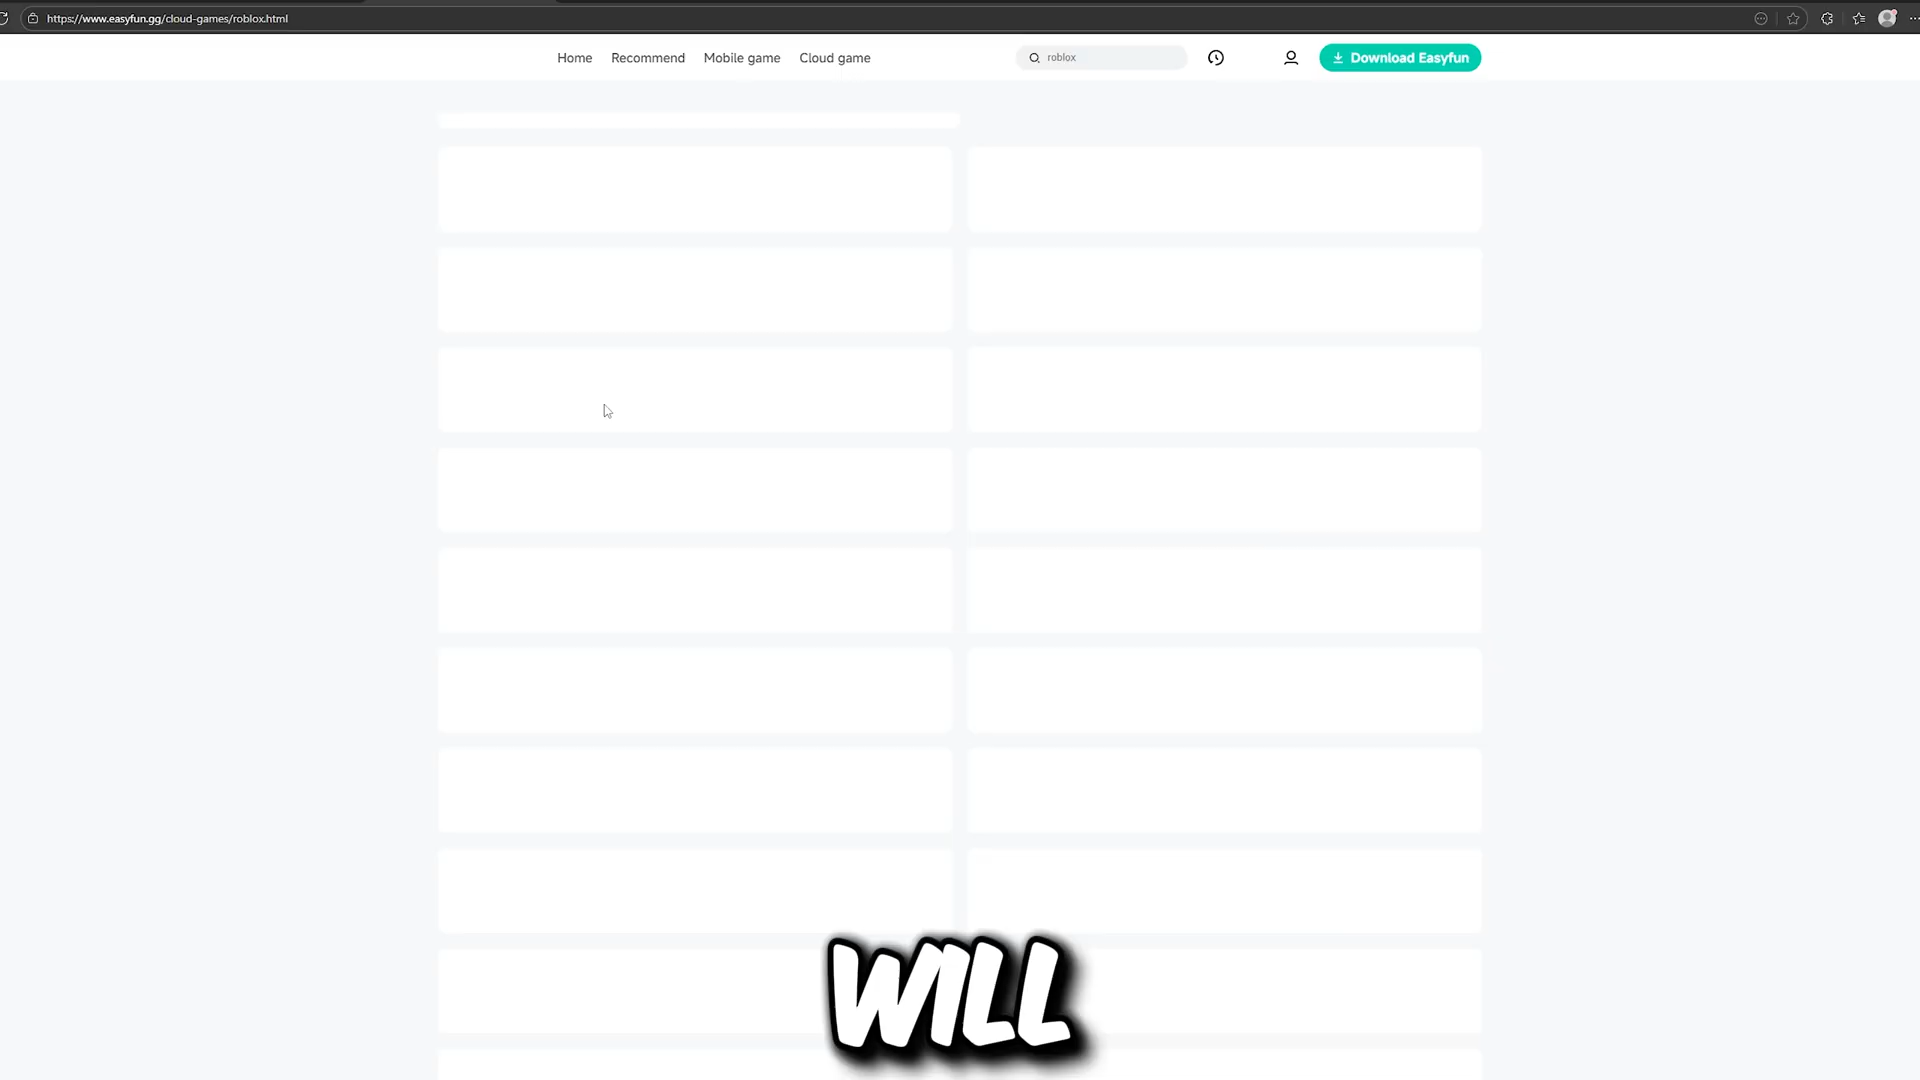 https://www.easyfun.gg/cloud-games/roblox.html
Home Recommend Mobile game Cloud game roblox Download Easyfun
WILL